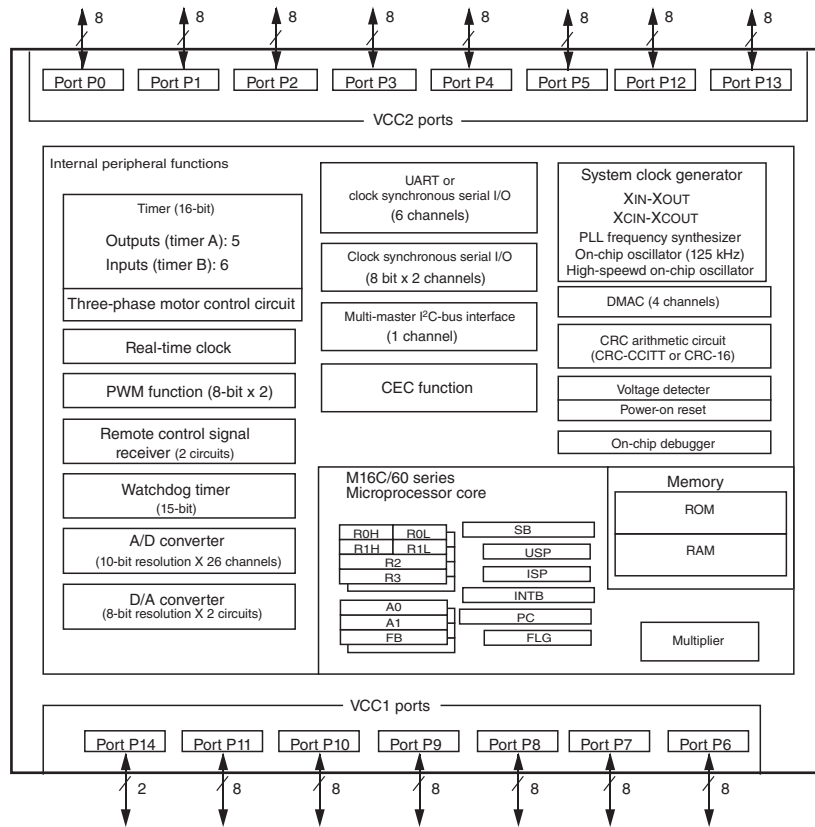 8 8 8 8 8 8 8 8
Port P0 Port P1 Port P2 Port P3 Port P4 Port P5 Port P12 Port P13
VCC2 ports
Internal peripheral functions
Timer (16-bit)
Outputs (timer A): 5
Inputs (timer B): 6
Three-phase motor control circuit
Real-time clock
PWM function (8-bit x 2)
Remote control signal
receiver (2 circuits)
Watchdog timer
(15-bit)
A/D converter
(10-bit resolution X 26 channels)
D/A converter
(8-bit resolution X 2 circuits)
UART or
clock synchronous serial I/O
(6 channels)
Clock synchronous serial I/O
(8 bit x 2 channels)
Multi-master I²C-bus interface
(1 channel)
CEC function
System clock generator
XIN-XOUT
XCIN-XCOUT
PLL frequency synthesizer
On-chip oscillator (125 kHz)
High-speewd on-chip oscillator
DMAC (4 channels)
CRC arithmetic circuit
(CRC-CCITT or CRC-16)
Voltage detecter
Power-on reset
On-chip debugger
M16C/60 series
Microprocessor core
R0H R0L
R1H R1L
R2
R3
A0
A1
FB
SB
USP
ISP
INTB
PC
FLG
Memory
ROM
RAM
Multiplier
VCC1 ports
Port P14 Port P11 Port P10 Port P9 Port P8 Port P7 Port P6
2 8 8 8 8 8 8